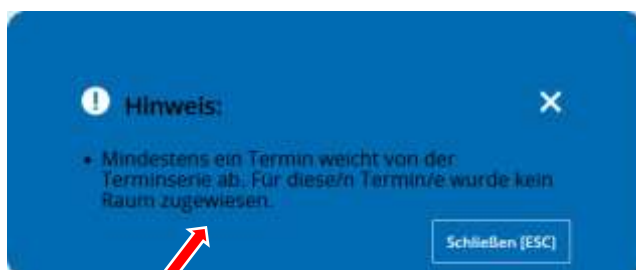 Hinweis:
• Mindestens ein Termin weicht von der
Terminserie ab. Für diese/n Termin/e wurde kein
Raum zugewiesen.
Schließen [ESC]